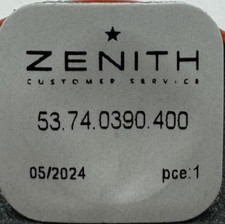 ZENITH
CUSTOMER SERVICE
53.74.0390.400
05/2024 pce:1